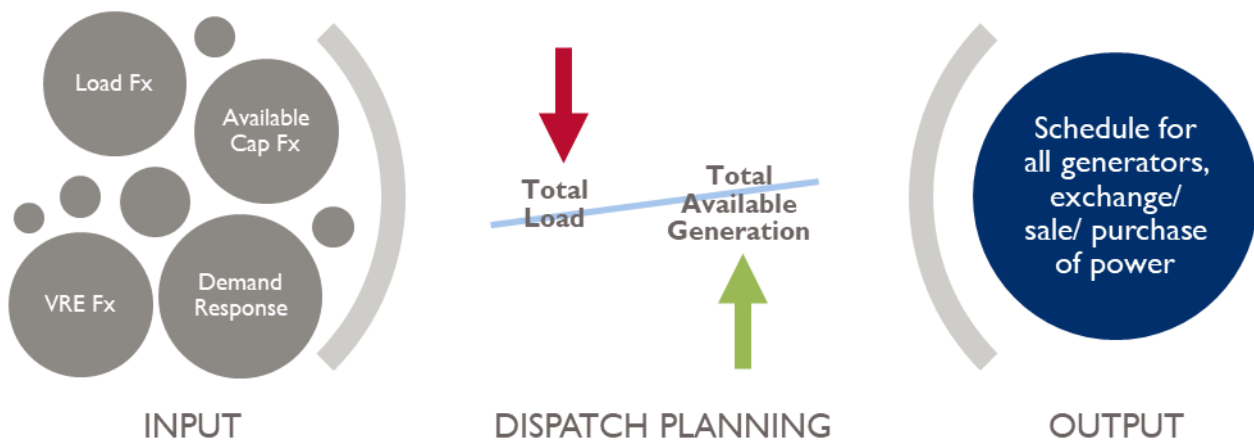 Load Fx
Available
Cap Fx
VRE Fx
Demand
Response
INPUT
Total
Load
Total
Available
Generation
DISPATCH PLANNING
Schedule for
all generators,
exchange/
sale/ purchase
of power
OUTPUT